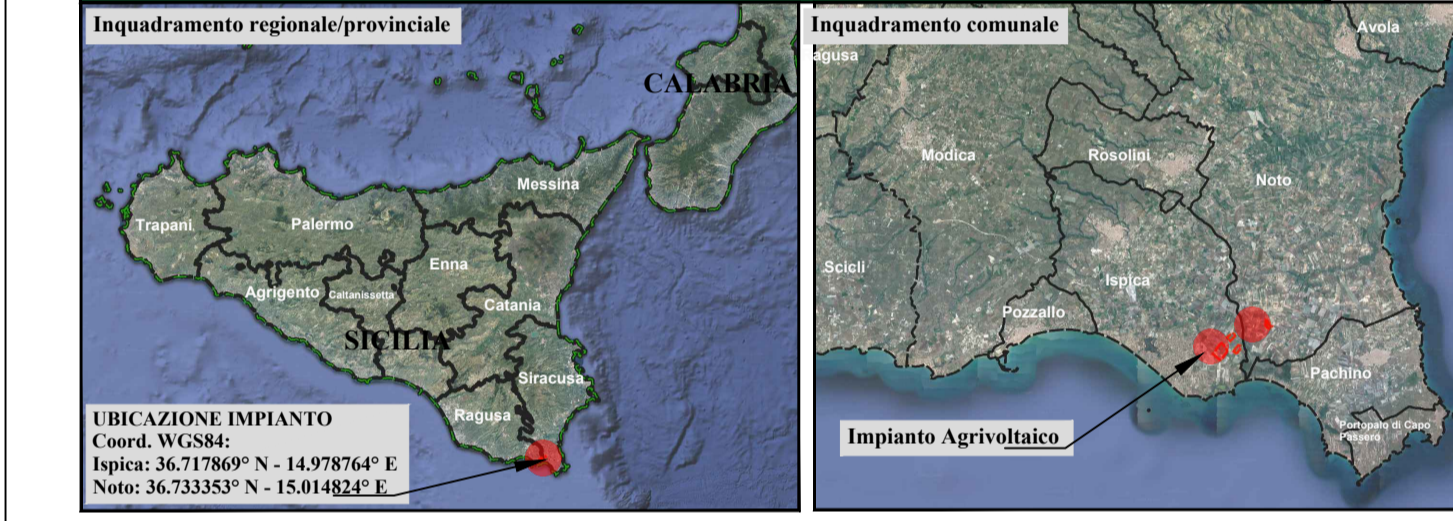 Inquadramento regionale/provinciale
CALABRIA
Messina
Trapani
Palermo
Enna
Agrigento
Caltanissetta
Catania
SICILIA
Siracusa
Ragusa
UBICAZIONE IMPIANTO
Coord. WGS84:
Ispica: 36.717869° N - 14.978764° E
Noto: 36.733353° N - 15.014824° E
Inquadramento comunale
Avola
agusa
Modica
Rosolini
Noto
Scicli
Ispica
Pozzallo
Pachino
Portopalo di Capo
Passero
Impianto Agrivoltaico